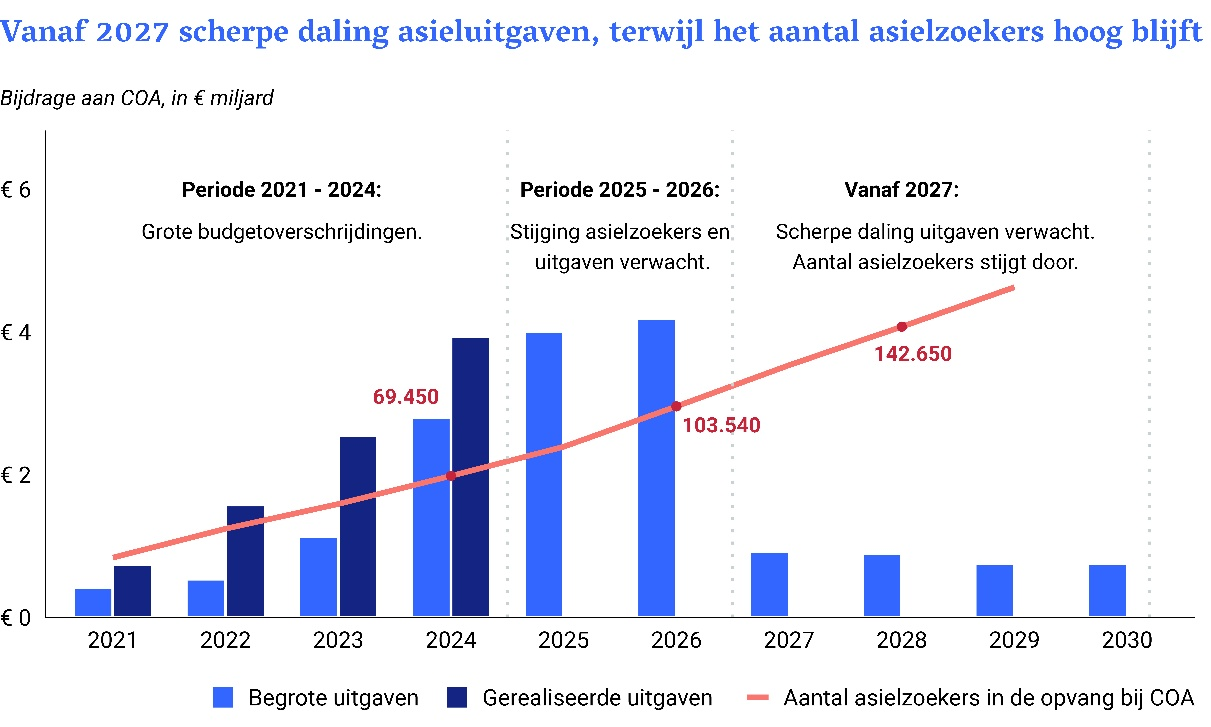 Vanaf 2027 scherpe daling asieluitgaven, terwijl het aantal asielzoekers hoog blijft
Bijdrage aan COA, in € miljard
€ 6
€ 4
€ 2
€ 0
Periode 2021 - 2024:
Grote budgetoverschrijdingen.
Periode 2025 - 2026:
Stijging asielzoekers en
uitgaven verwacht.
Vanaf 2027:
Scherpe daling uitgaven verwacht.
Aantal asielzoekers stijgt door.
69.450
103.540
142.650
2021 2022 2023 2024 2025 2026 2027 2028 2029 2030
Begrote uitgaven Gerealiseerde uitgaven Aantal asielzoekers in de opvang bij COA